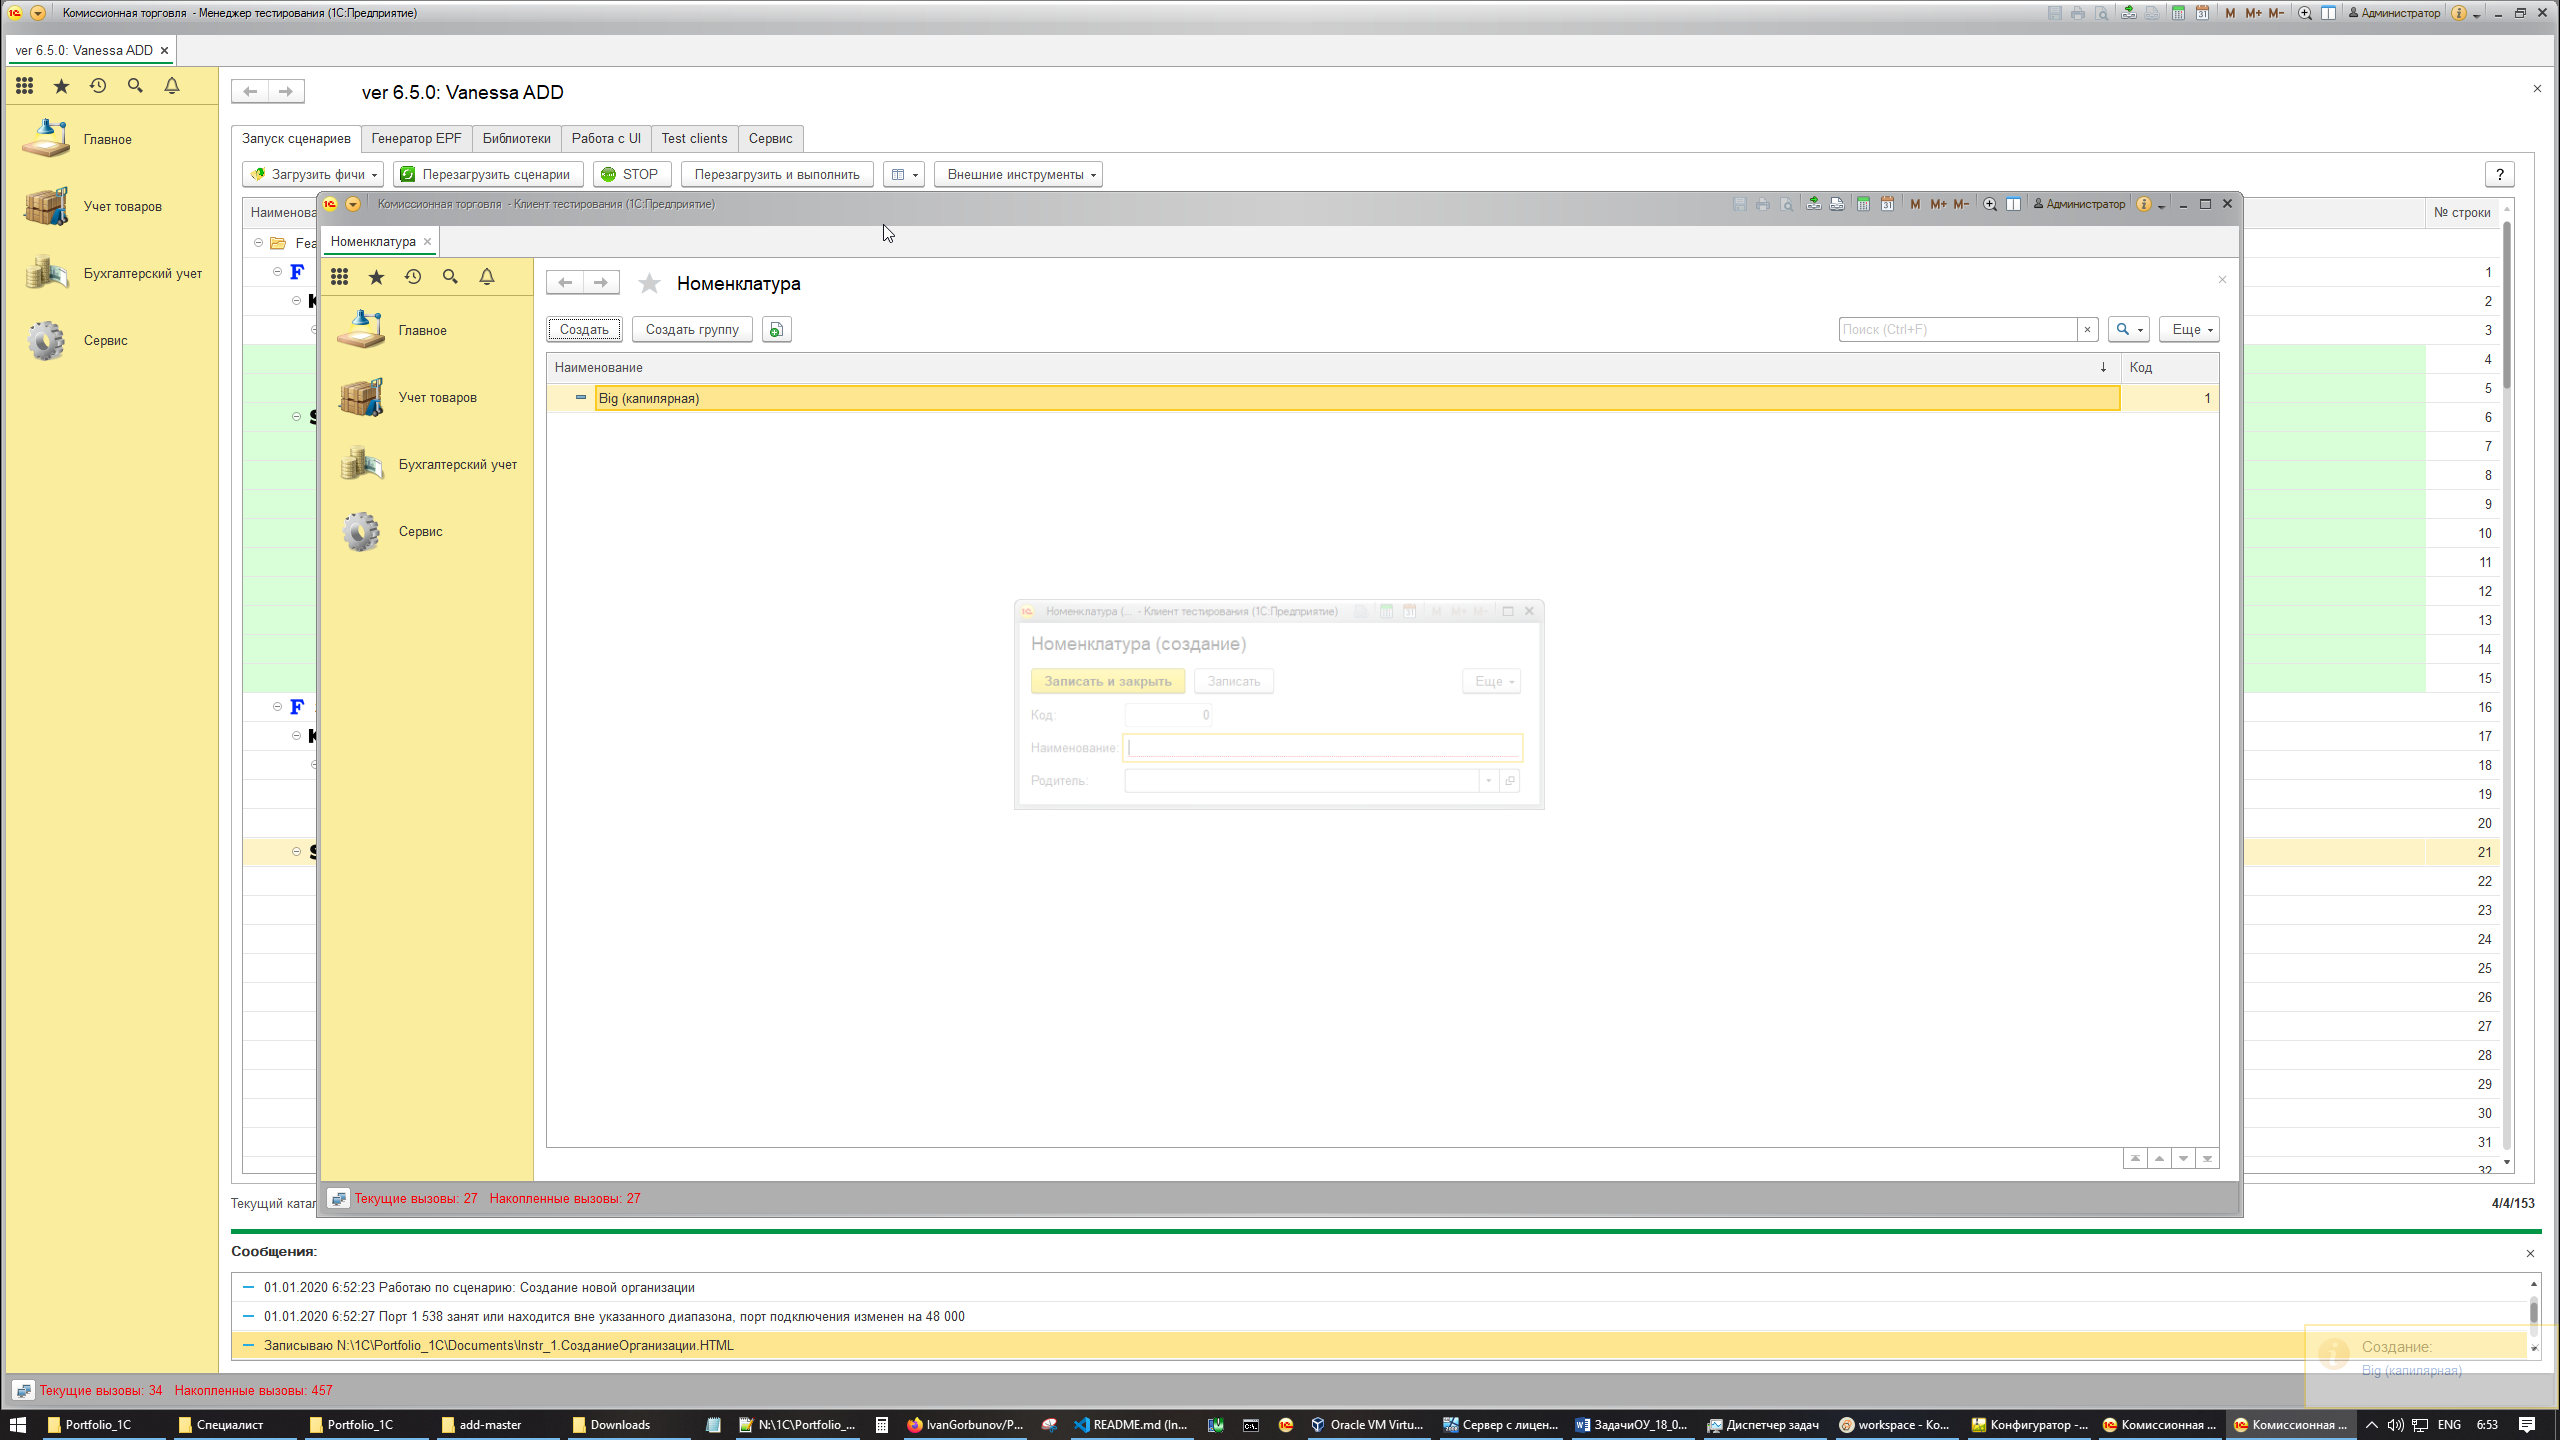 Комиссионная торговля - Менеджер тестирования (1С:Предприятие)
M M+ M- Администратор
ver 6.5.0: Vanessa ADD
ver 6.5.0: Vanessa ADD
Главное
Учет товаров
Бухгалтерский учет
Сервис
Запуск сценариев Генератор EPF Библиотеки Работа с UI Test clients Сервис
Загрузить фичи Перезагрузить сценарии STOP Перезагрузить и выполнить Внешние инструменты ?
№ строки
1
2
3
4
5
6
7
8
9
10
11
12
13
14
15
16
17
18
19
20
21
22
23
24
25
26
27
28
29
30
31
32
Комиссионная торговля - Клиент тестирования (1С:Предприятие)
M M+ M- Администратор
Номенклатура
Номенклатура
Главное
Учет товаров
Бухгалтерский учет
Сервис
Создать Создать группу Поиск (Ctrl+F) Еще
Наименование Код
Big (капилярная) 1
Номенклатура (... - Клиент тестирования (1С:Предприятие) M M+ M-
Номенклатура (создание)
Записать и закрыть Записать Еще
Код: 0
Наименование:
Родитель:
Текущие вызовы: 27 Накопленные вызовы: 27
4/4/153
Сообщения:
01.01.2020 6:52:23 Работаю по сценарию: Создание новой организации
01.01.2020 6:52:27 Порт 1 538 занят или находится вне указанного диапазона, порт подключения изменен на 48 000
Записываю N:\1C\Portfolio_1C\Documents\Instr_1.СозданиеОрганизации.HTML
Создание:
Big (капилярная)
Текущие вызовы: 34 Накопленные вызовы: 457
Portfolio_1C Специалист Portfolio_1C add-master Downloads N:\1C\Portfolio_... IvanGorbunov/P... README.md (In... Oracle VM Virtu... Сервер с лицен... ЗадачиОУ_18_0... Диспетчер задач workspace - Ко... Конфигуратор -... Комиссионная ... Комиссионная ... ENG 6:53